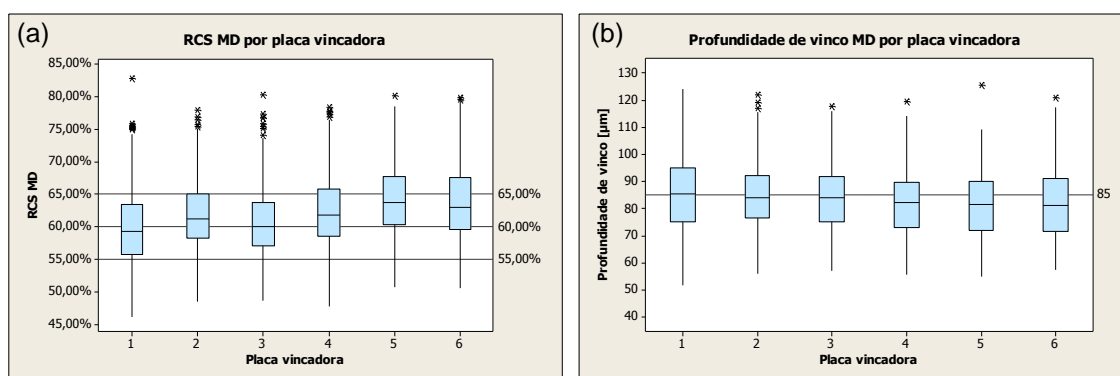 (a)
RCS MD por placa vincadora
85,00%
80,00%
75,00%
70,00%
65,00%
60,00%
55,00%
50,00%
45,00%
RCS MD
65,00%
60,00%
55,00%
1 2 3 4 5 6
Placa vincadora
(b)
Profundidade de vinco MD por placa vincadora
130
120
110
100
90
80
70
60
50
40
Profundidade de vinco [µm]
85
1 2 3 4 5 6
Placa vincadora